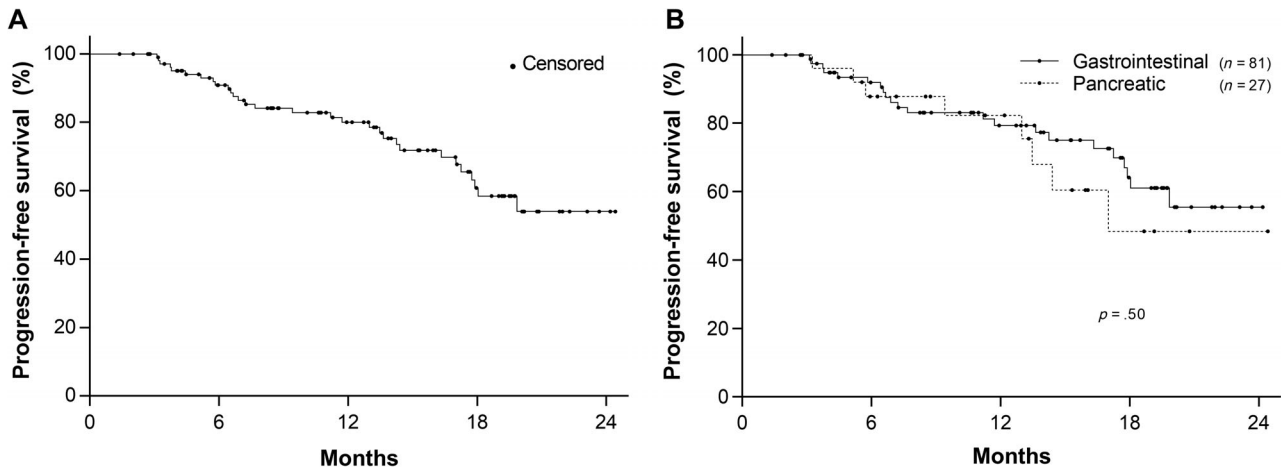 A
Progression-free survival (%)
100
80
60
40
20
0
0 6 12 18 24
Months
Censored
B
Progression-free survival (%)
100
80
60
40
20
0
0 6 12 18 24
Months
Gastrointestinal (n = 81)
Pancreatic (n = 27)
p = .50